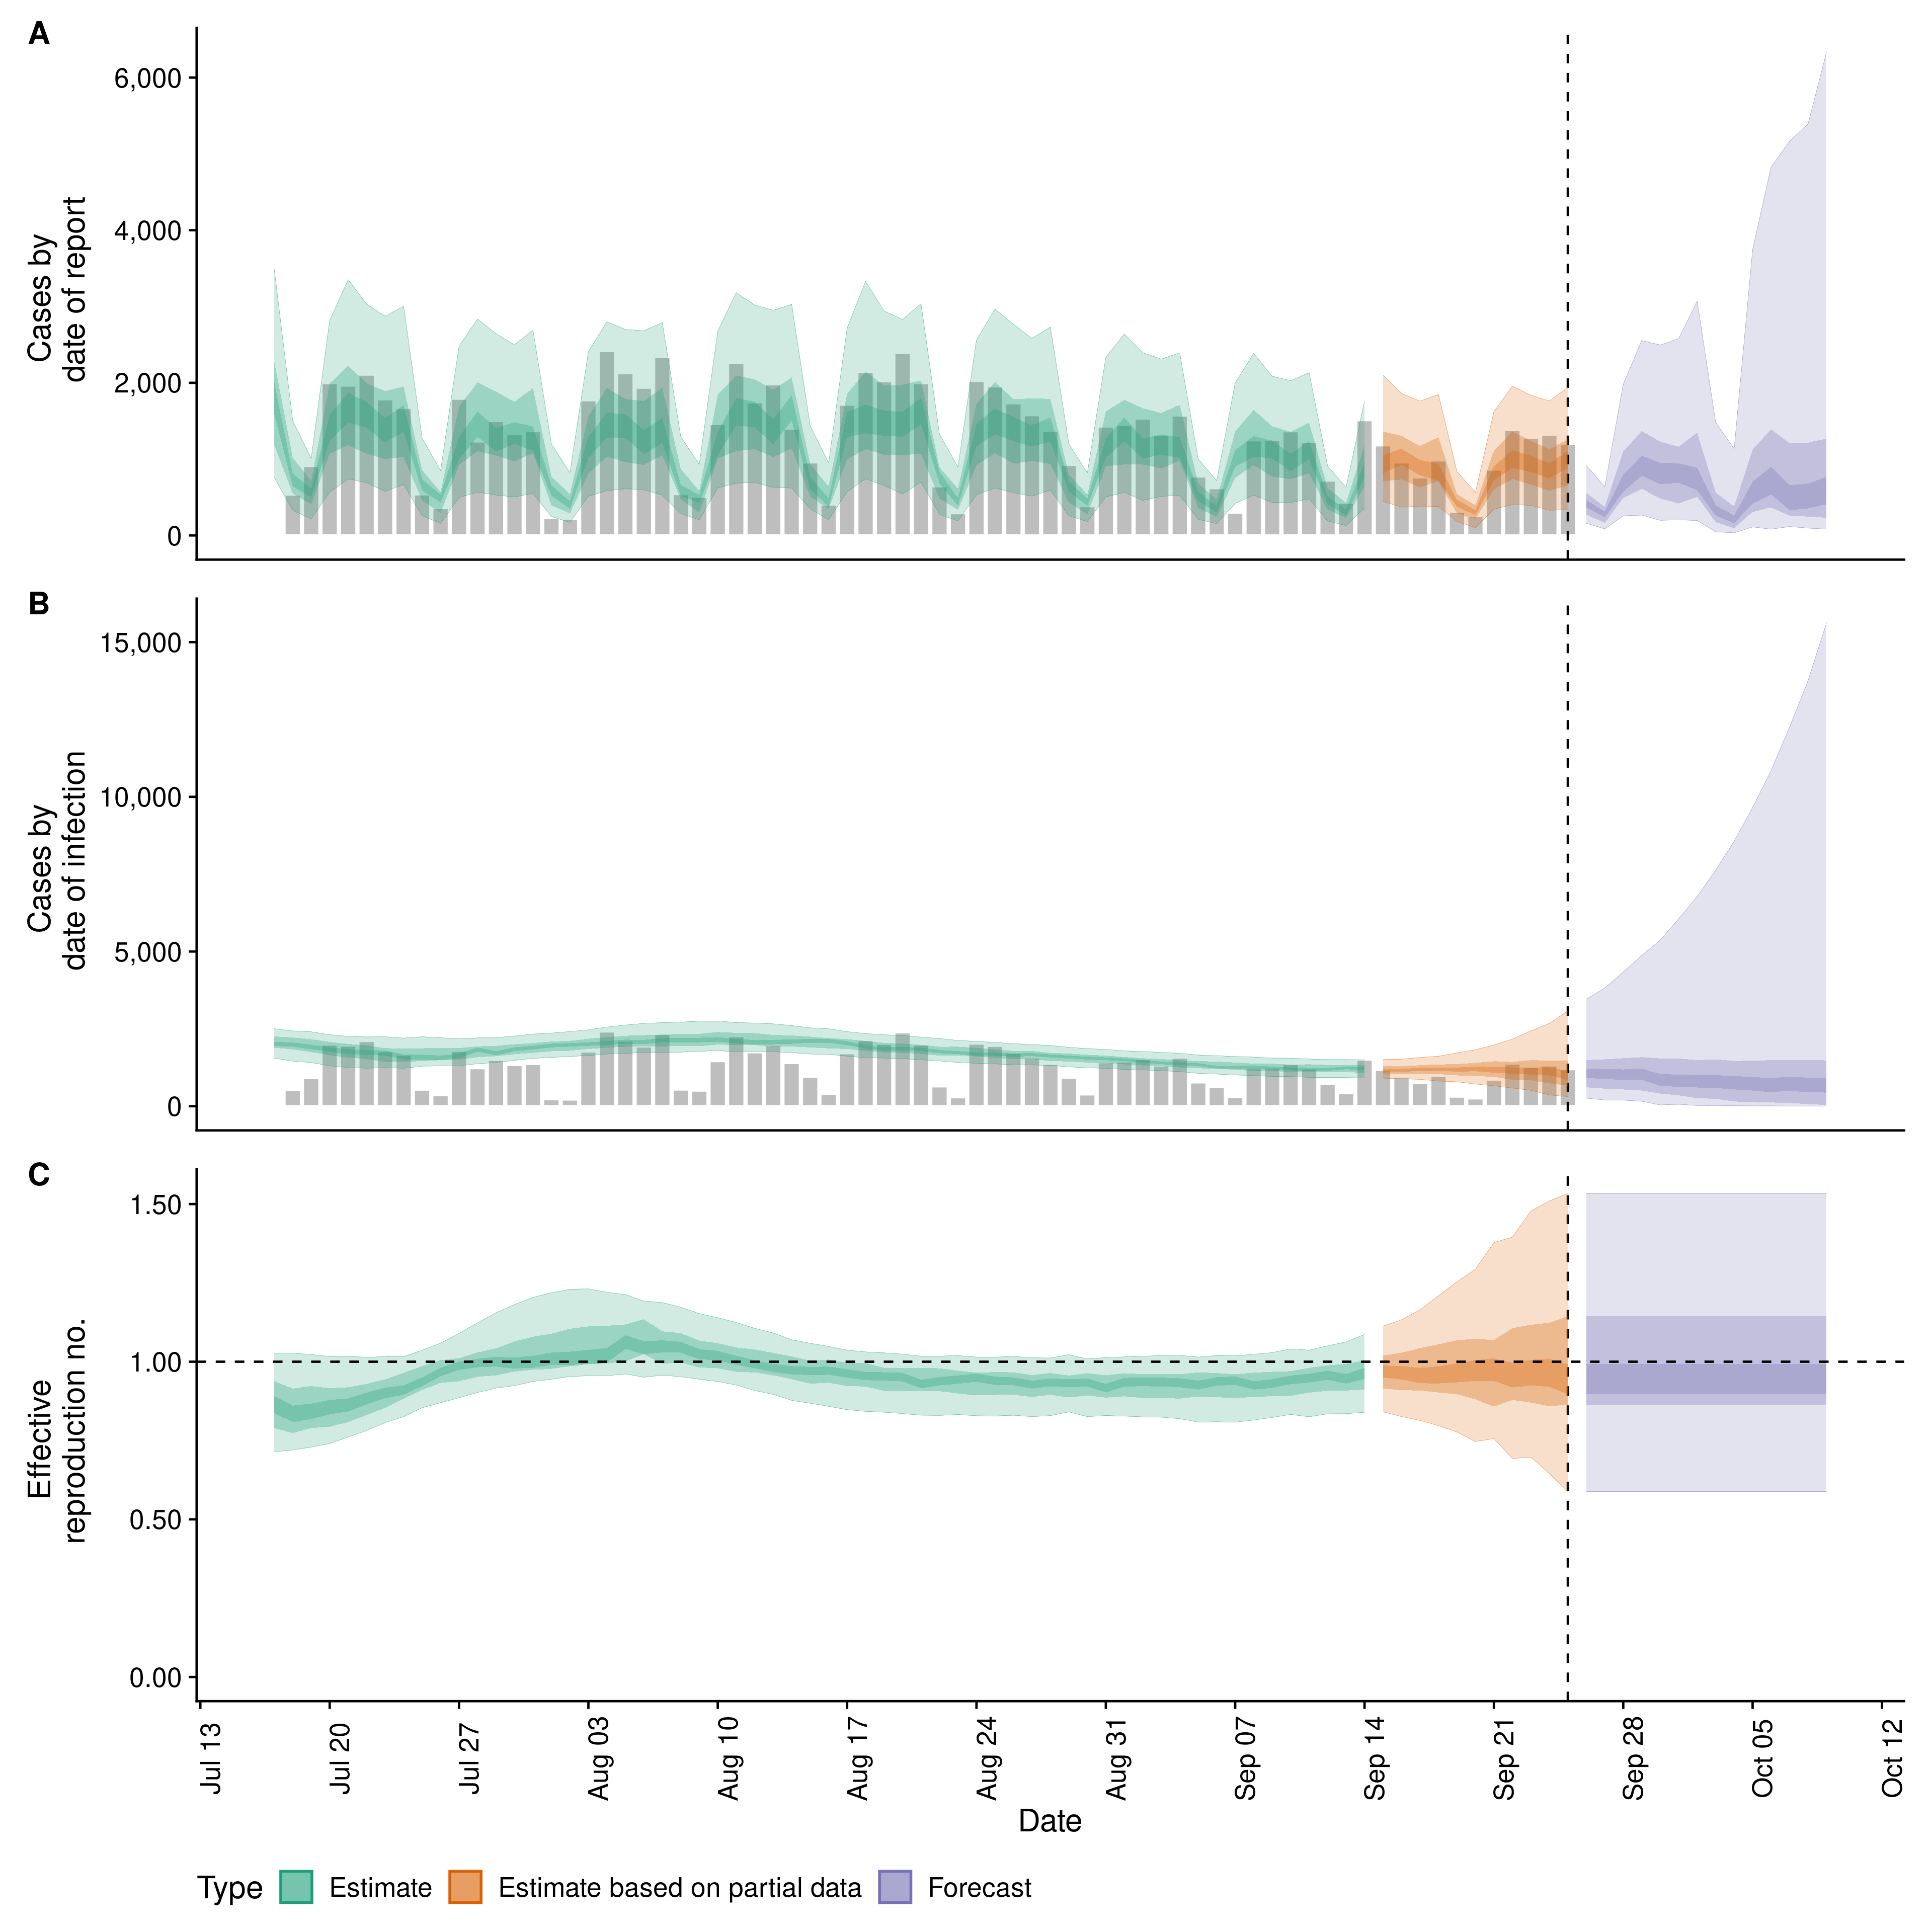 A
Cases by
date of report
6,000
4,000
2,000
0
B
Cases by
date of infection
15,000
10,000
5,000
0
C
Effective
reproduction no.
1.50
1.00
0.50
0.00
Jul 13
Jul 20
Jul 27
Aug 03
Aug 10
Aug 17
Aug 24
Aug 31
Sep 07
Sep 14
Sep 21
Sep 28
Oct 05
Oct 12
Date
Type Estimate Estimate based on partial data Forecast